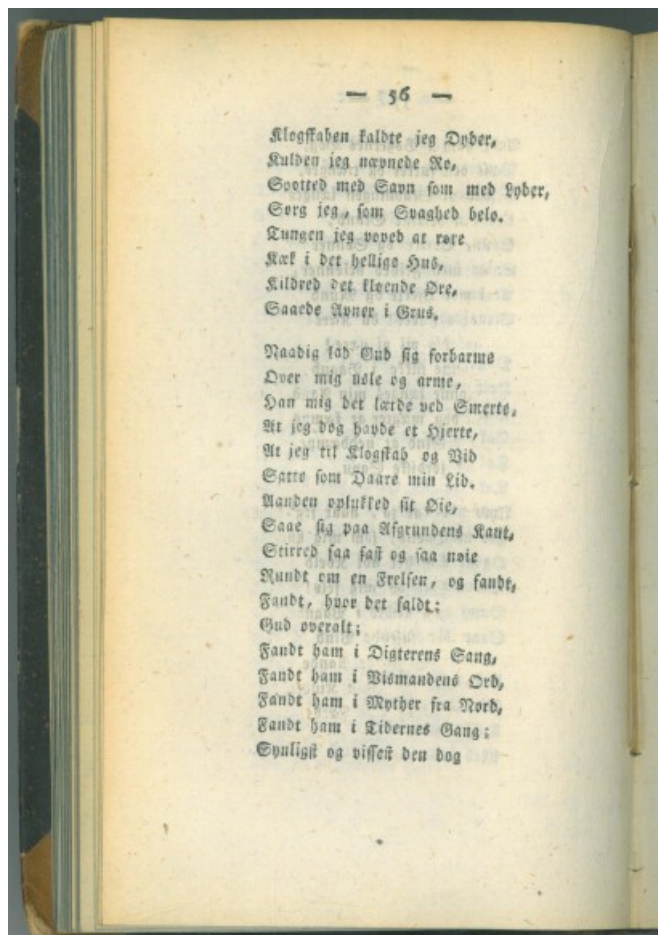 — 56 —
Klogskaben kaldte jeg Dyder,
Kulden jeg nævnede Ro,
Spotted med Savn som med Lyder,
Sorg jeg, som Svaghed belo.
Tungen jeg voved at røre
Kæk i det hellige Hus,
Kildred det kløende Øre,
Saaede Avner i Grus.
Naadig lod Gud sig forbarme
Over mig usle og arme,
Han mig det lærde ved Smerte,
At jeg dog havde et Hjerte,
At jeg til Klogskab og Vid
Satte som Daare min Lid.
Aanden oplukked sit Øie,
Saae sig paa Afgrundens Kant,
Stirred saa fast og saa nøie
Rundt om en Frelser, og fandt,
Fandt, hvor det faldt:
Gud overalt;
Fandt ham i Digterens Sang,
Fandt ham i Vismandens Ord,
Fandt ham i Myther fra Nord,
Fandt ham i Tidernes Gang;
Synligst og vissest den dog